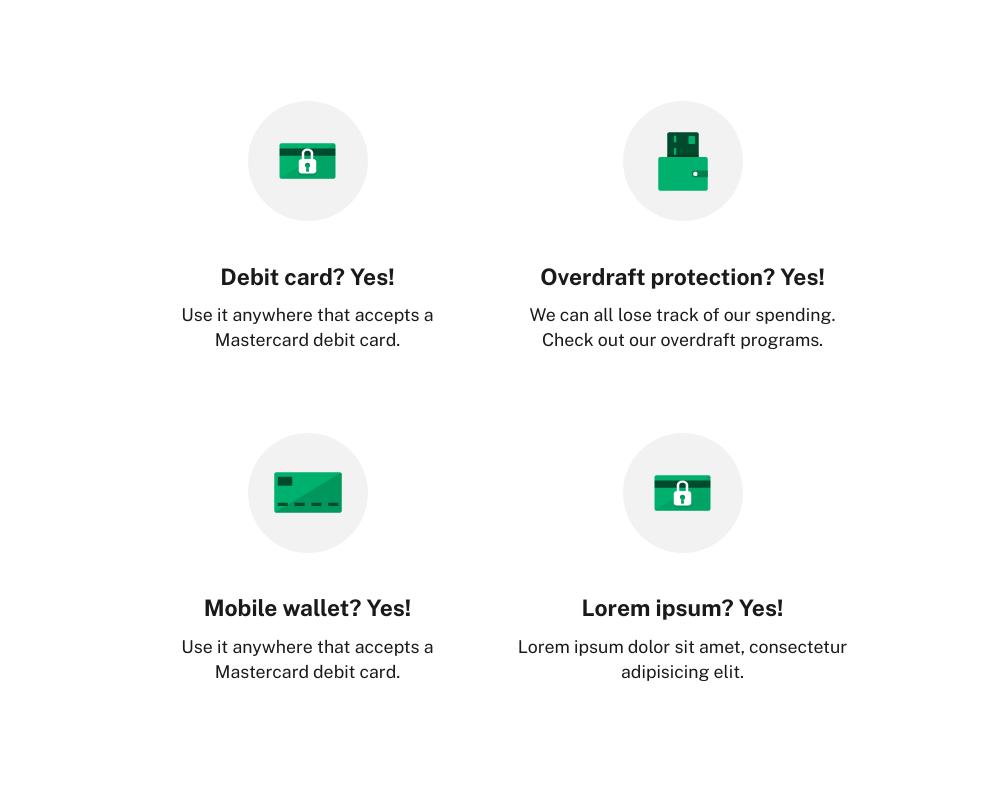 Debit card? Yes!
Use it anywhere that accepts a
Mastercard debit card.
Overdraft protection? Yes!
We can all lose track of our spending.
Check out our overdraft programs.
Mobile wallet? Yes!
Use it anywhere that accepts a
Mastercard debit card.
Lorem ipsum? Yes!
Lorem ipsum dolor sit amet, consectetur
adipisicing elit.